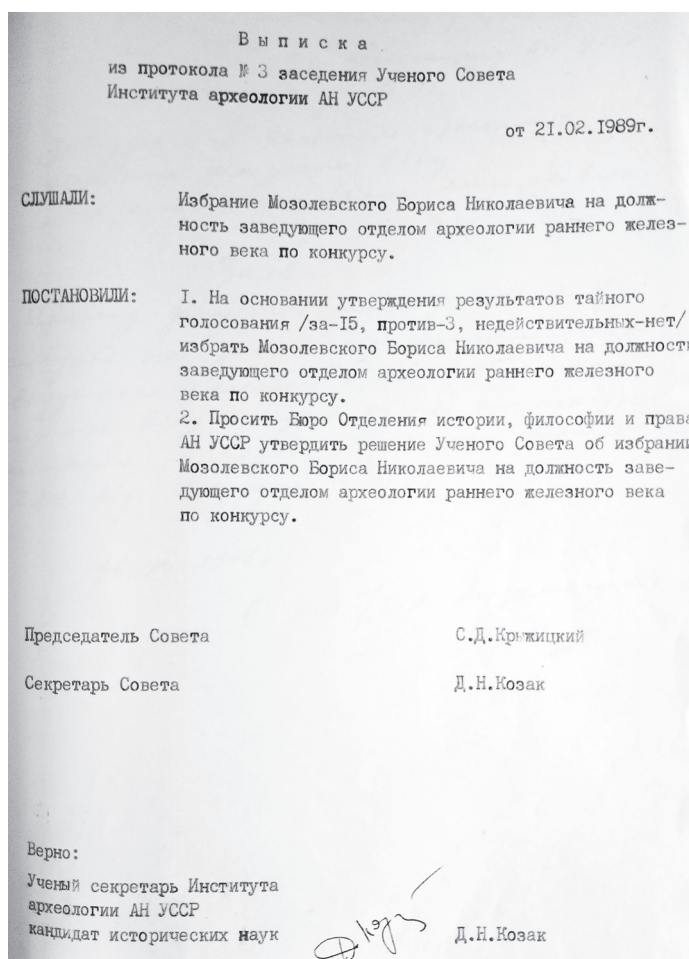 В ы п и с к а
из протокола № 3 заседения Ученого Совета
Института археологии АН УССР
от 21.02.1989г.
СЛУШАЛИ: Избрание Мозолевского Бориса Николаевича на долж-
ность заведующего отделом археологии раннего желез-
ного века по конкурсу.
ПОСТАНОВИЛИ: 1. На основании утверждения результатов тайного
голосования /за-15, против-3, недействительных-нет/
избрать Мозолевского Бориса Николаевича на должность
заведующего отделом археологии раннего железного
века по конкурсу.
2. Просить Бюро Отделения истории, философии и права
АН УССР утвердить решение Ученого Совета об избрании
Мозолевского Бориса Николаевича на должность заве-
дующего отделом археологии раннего железного века
по конкурсу.
Председатель Совета С.Д.Крыжицкий
Секретарь Совета Д.Н.Козак
Верно:
Ученый секретарь Института
археологии АН УССР
кандидат исторических наук Д.Н.Козак